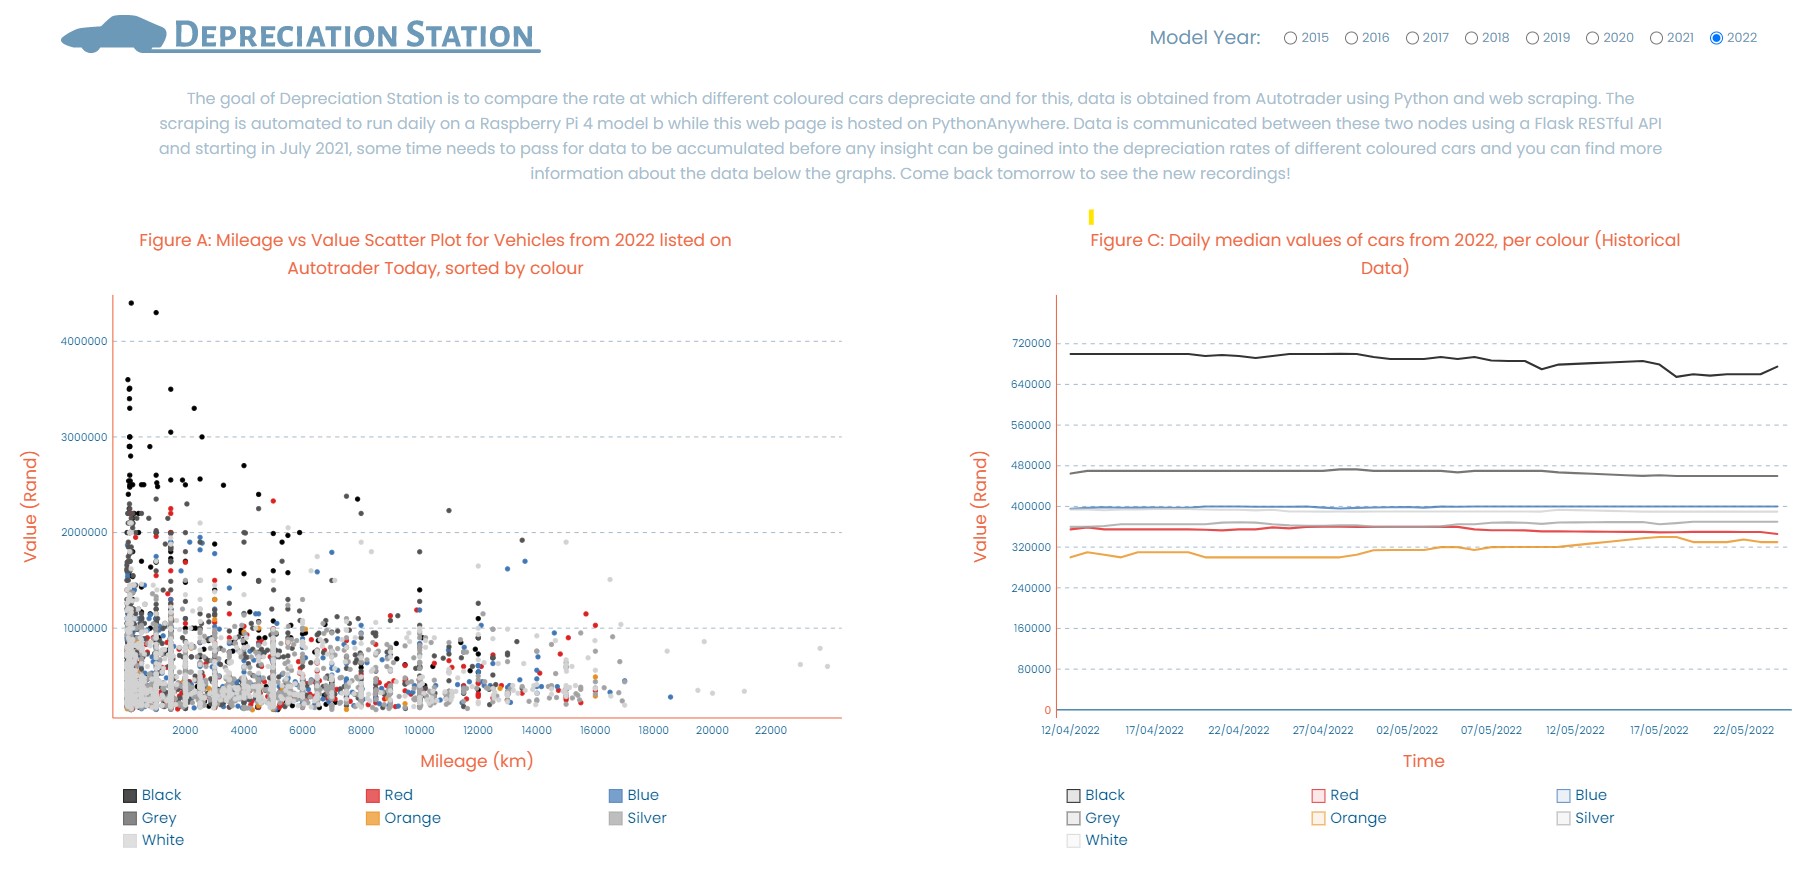 DEPRECIATION STATION
Model Year: 2015 2016 2017 2018 2019 2020 2021 2022
The goal of Depreciation Station is to compare the rate at which different coloured cars depreciate and for this, data is obtained from Autotrader using Python and web scraping. The
scraping is automated to run daily on a Raspberry Pi 4 model b while this web page is hosted on PythonAnywhere. Data is communicated between these two nodes using a Flask RESTful API
and starting in July 2021, some time needs to pass for data to be accumulated before any insight can be gained into the depreciation rates of different coloured cars and you can find more
information about the data below the graphs. Come back tomorrow to see the new recordings!
Figure A: Mileage vs Value Scatter Plot for Vehicles from 2022 listed on
Autotrader Today, sorted by colour
4000000
3000000
2000000
1000000
Value (Rand)
2000 4000 6000 8000 10000 12000 14000 16000 18000 20000 22000
Mileage (km)
Black Red Blue
Grey Orange Silver
White
Figure C: Daily median values of cars from 2022, per colour (Historical
Data)
720000
640000
560000
480000
400000
320000
240000
160000
80000
0
Value (Rand)
12/04/2022 17/04/2022 22/04/2022 27/04/2022 02/05/2022 07/05/2022 12/05/2022 17/05/2022 22/05/2022
Time
Black Red Blue
Grey Orange Silver
White